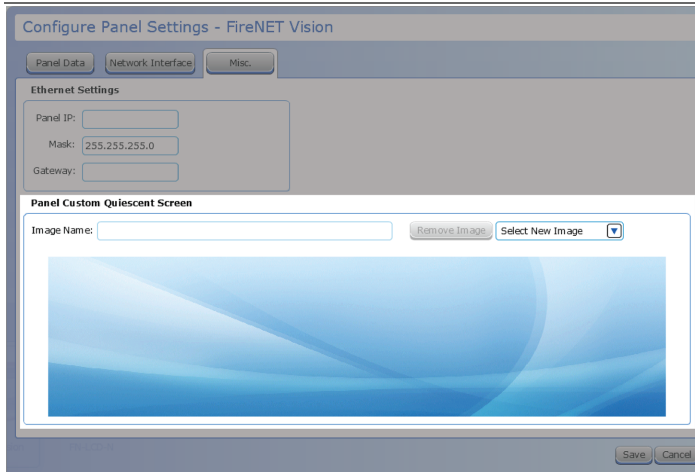 Configure Panel Settings - FireNET Vision
Panel Data Network Interface Misc.
Ethernet Settings
Panel IP:
Mask: 255.255.255.0
Gateway:
Panel Custom Quiescent Screen
Image Name: Remove Image Select New Image
Save Cancel